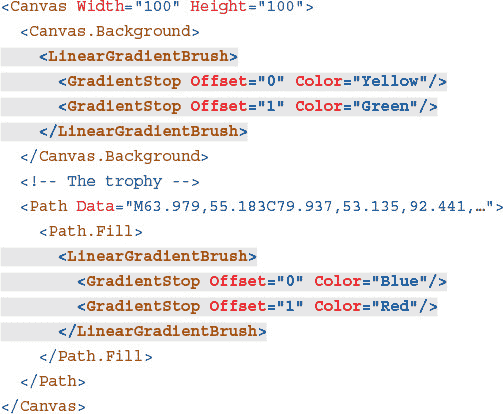 <Canvas Width="100" Height="100">
  <Canvas.Background>
    <LinearGradientBrush>
      <GradientStop Offset="0" Color="Yellow"/>
      <GradientStop Offset="1" Color="Green"/>
    </LinearGradientBrush>
  </Canvas.Background>
  <!-- The trophy -->
  <Path Data="M63.979,55.183C79.937,53.135,92.441,…">
    <Path.Fill>
      <LinearGradientBrush>
        <GradientStop Offset="0" Color="Blue"/>
        <GradientStop Offset="1" Color="Red"/>
      </LinearGradientBrush>
    </Path.Fill>
  </Path>
</Canvas>